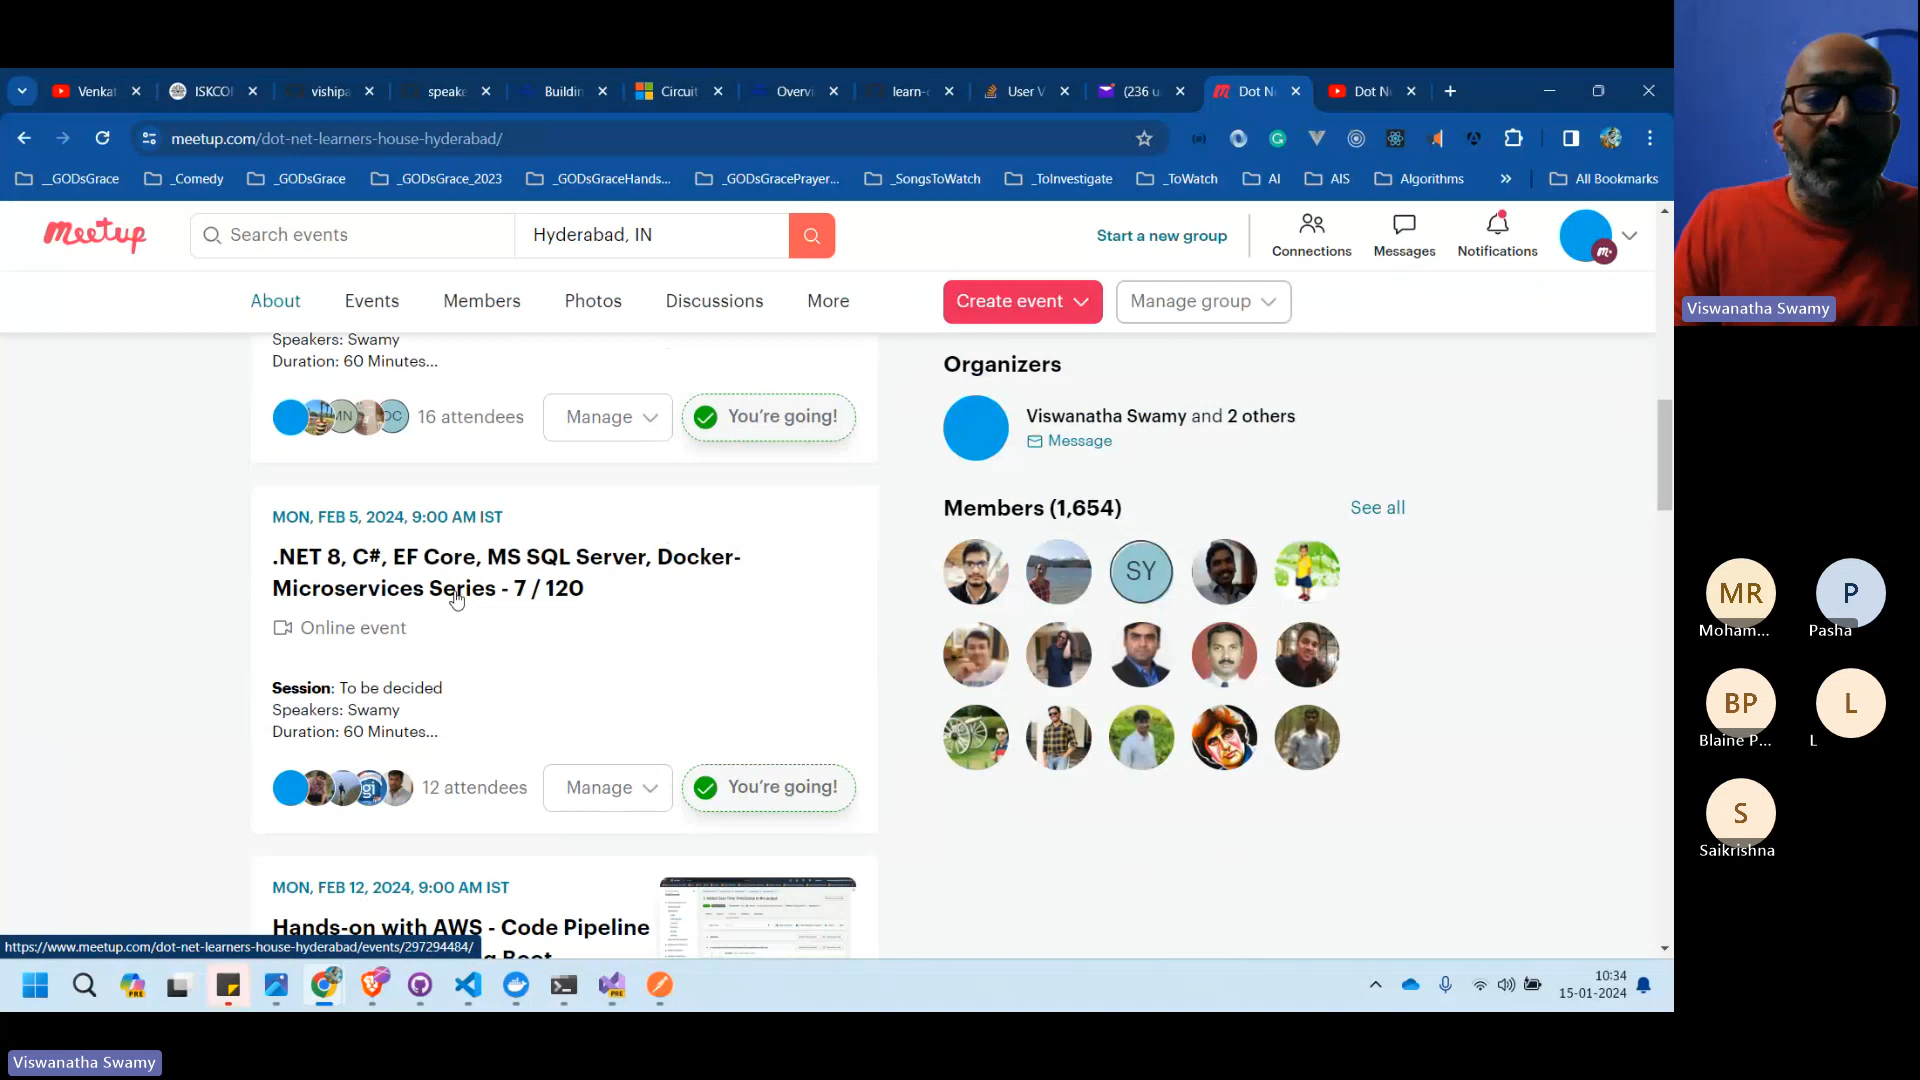 Venkat
ISKCO
vishipa
speake
Buildin
Circuit
Overvi
learn-c
User V
(236 u
Dot N
Dot N
meetup.com/dot-net-learners-house-hyderabad/
__GODsGrace
_Comedy
_GODsGrace
_GODsGrace_2023
_GODsGraceHands...
_GODsGracePrayer...
_SongsToWatch
_ToInvestigate
_ToWatch
AI
AIS
Algorithms
All Bookmarks
meetup
Search events
Hyderabad, IN
Start a new group
Connections
Messages
Notifications
Viswanatha Swamy
About
Events
Members
Photos
Discussions
More
Create event
Manage group
Speakers: Swamy
Duration: 60 Minutes...
MN
DC
16 attendees
Manage
You're going!
Organizers
Viswanatha Swamy and 2 others
Message
Members (1,654)
See all
SY
MON, FEB 5, 2024, 9:00 AM IST
.NET 8, C#, EF Core, MS SQL Server, Docker-
Microservices Series - 7 / 120
Online event
Session: To be decided
Speakers: Swamy
Duration: 60 Minutes...
gi
12 attendees
Manage
You're going!
MON, FEB 12, 2024, 9:00 AM IST
Hands-on with AWS - Code Pipeline
https://www.meetup.com/dot-net-learners-house-hyderabad/events/297294484/
MR
Moham...
P
Pasha
BP
Blaine P...
L
L
S
Saikrishna
PRE
PRE
10:34
15-01-2024
Viswanatha Swamy